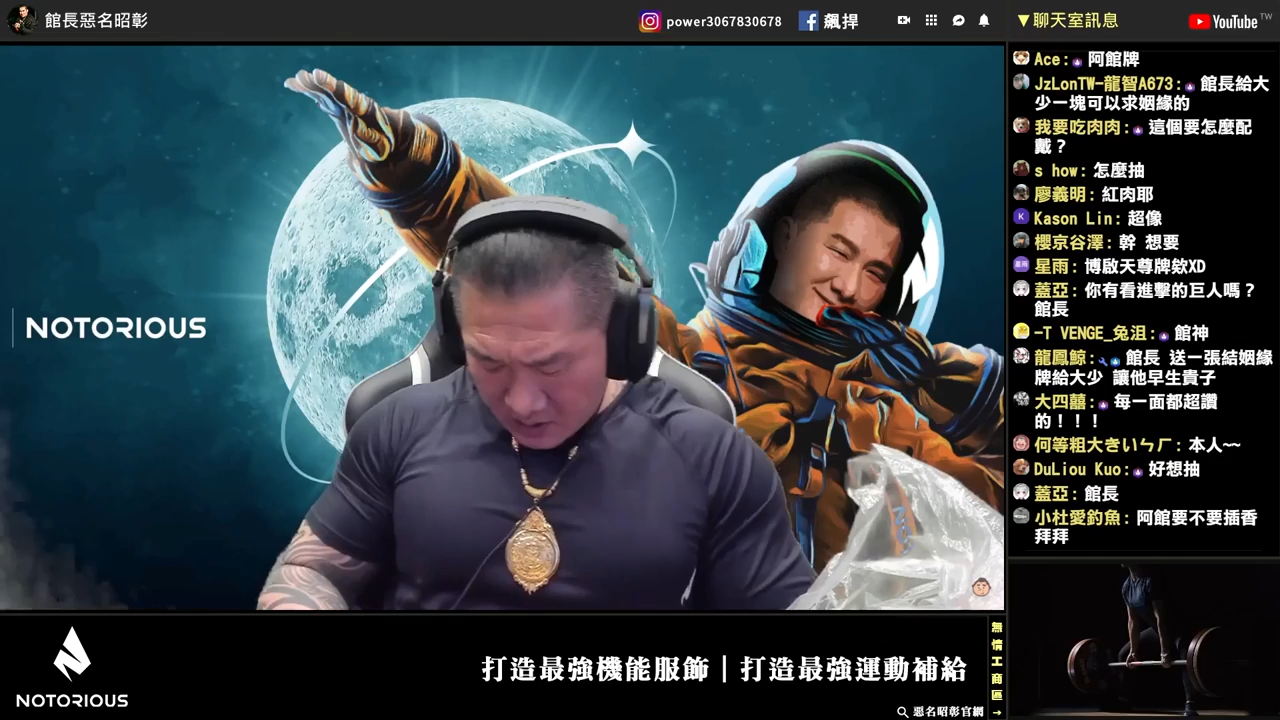 館長惡名昭彰
power3067830678
飆捍
▼聊天室訊息
YouTube TW
Ace: 阿館牌
JzLonTW-龍智A673: 館長給大
少一塊可以求姻緣的
我要吃肉肉: 這個要怎麼配
戴?
s how: 怎麼抽
廖義明: 紅肉耶
Kason Lin: 超像
櫻京谷澤: 幹 想要
星雨: 博啟天尊牌欸XD
蓋亞: 你有看進擊的巨人嗎?
館長
-T VENGE_兔沮: 館神
龍鳳鯨: 館長 送一張結姻緣
牌給大少 讓他早生貴子
大四囍: 每一面都超讚
的!!!
何等粗大きいㄣ厂: 本人~~
DuLiou Kuo: 好想抽
蓋亞: 館長
小杜愛釣魚: 阿館要不要插香
拜拜
NOTORIOUS
NOTORIOUS
打造最強機能服飾|打造最強運動補給
惡名昭彰官網
無情工商區→